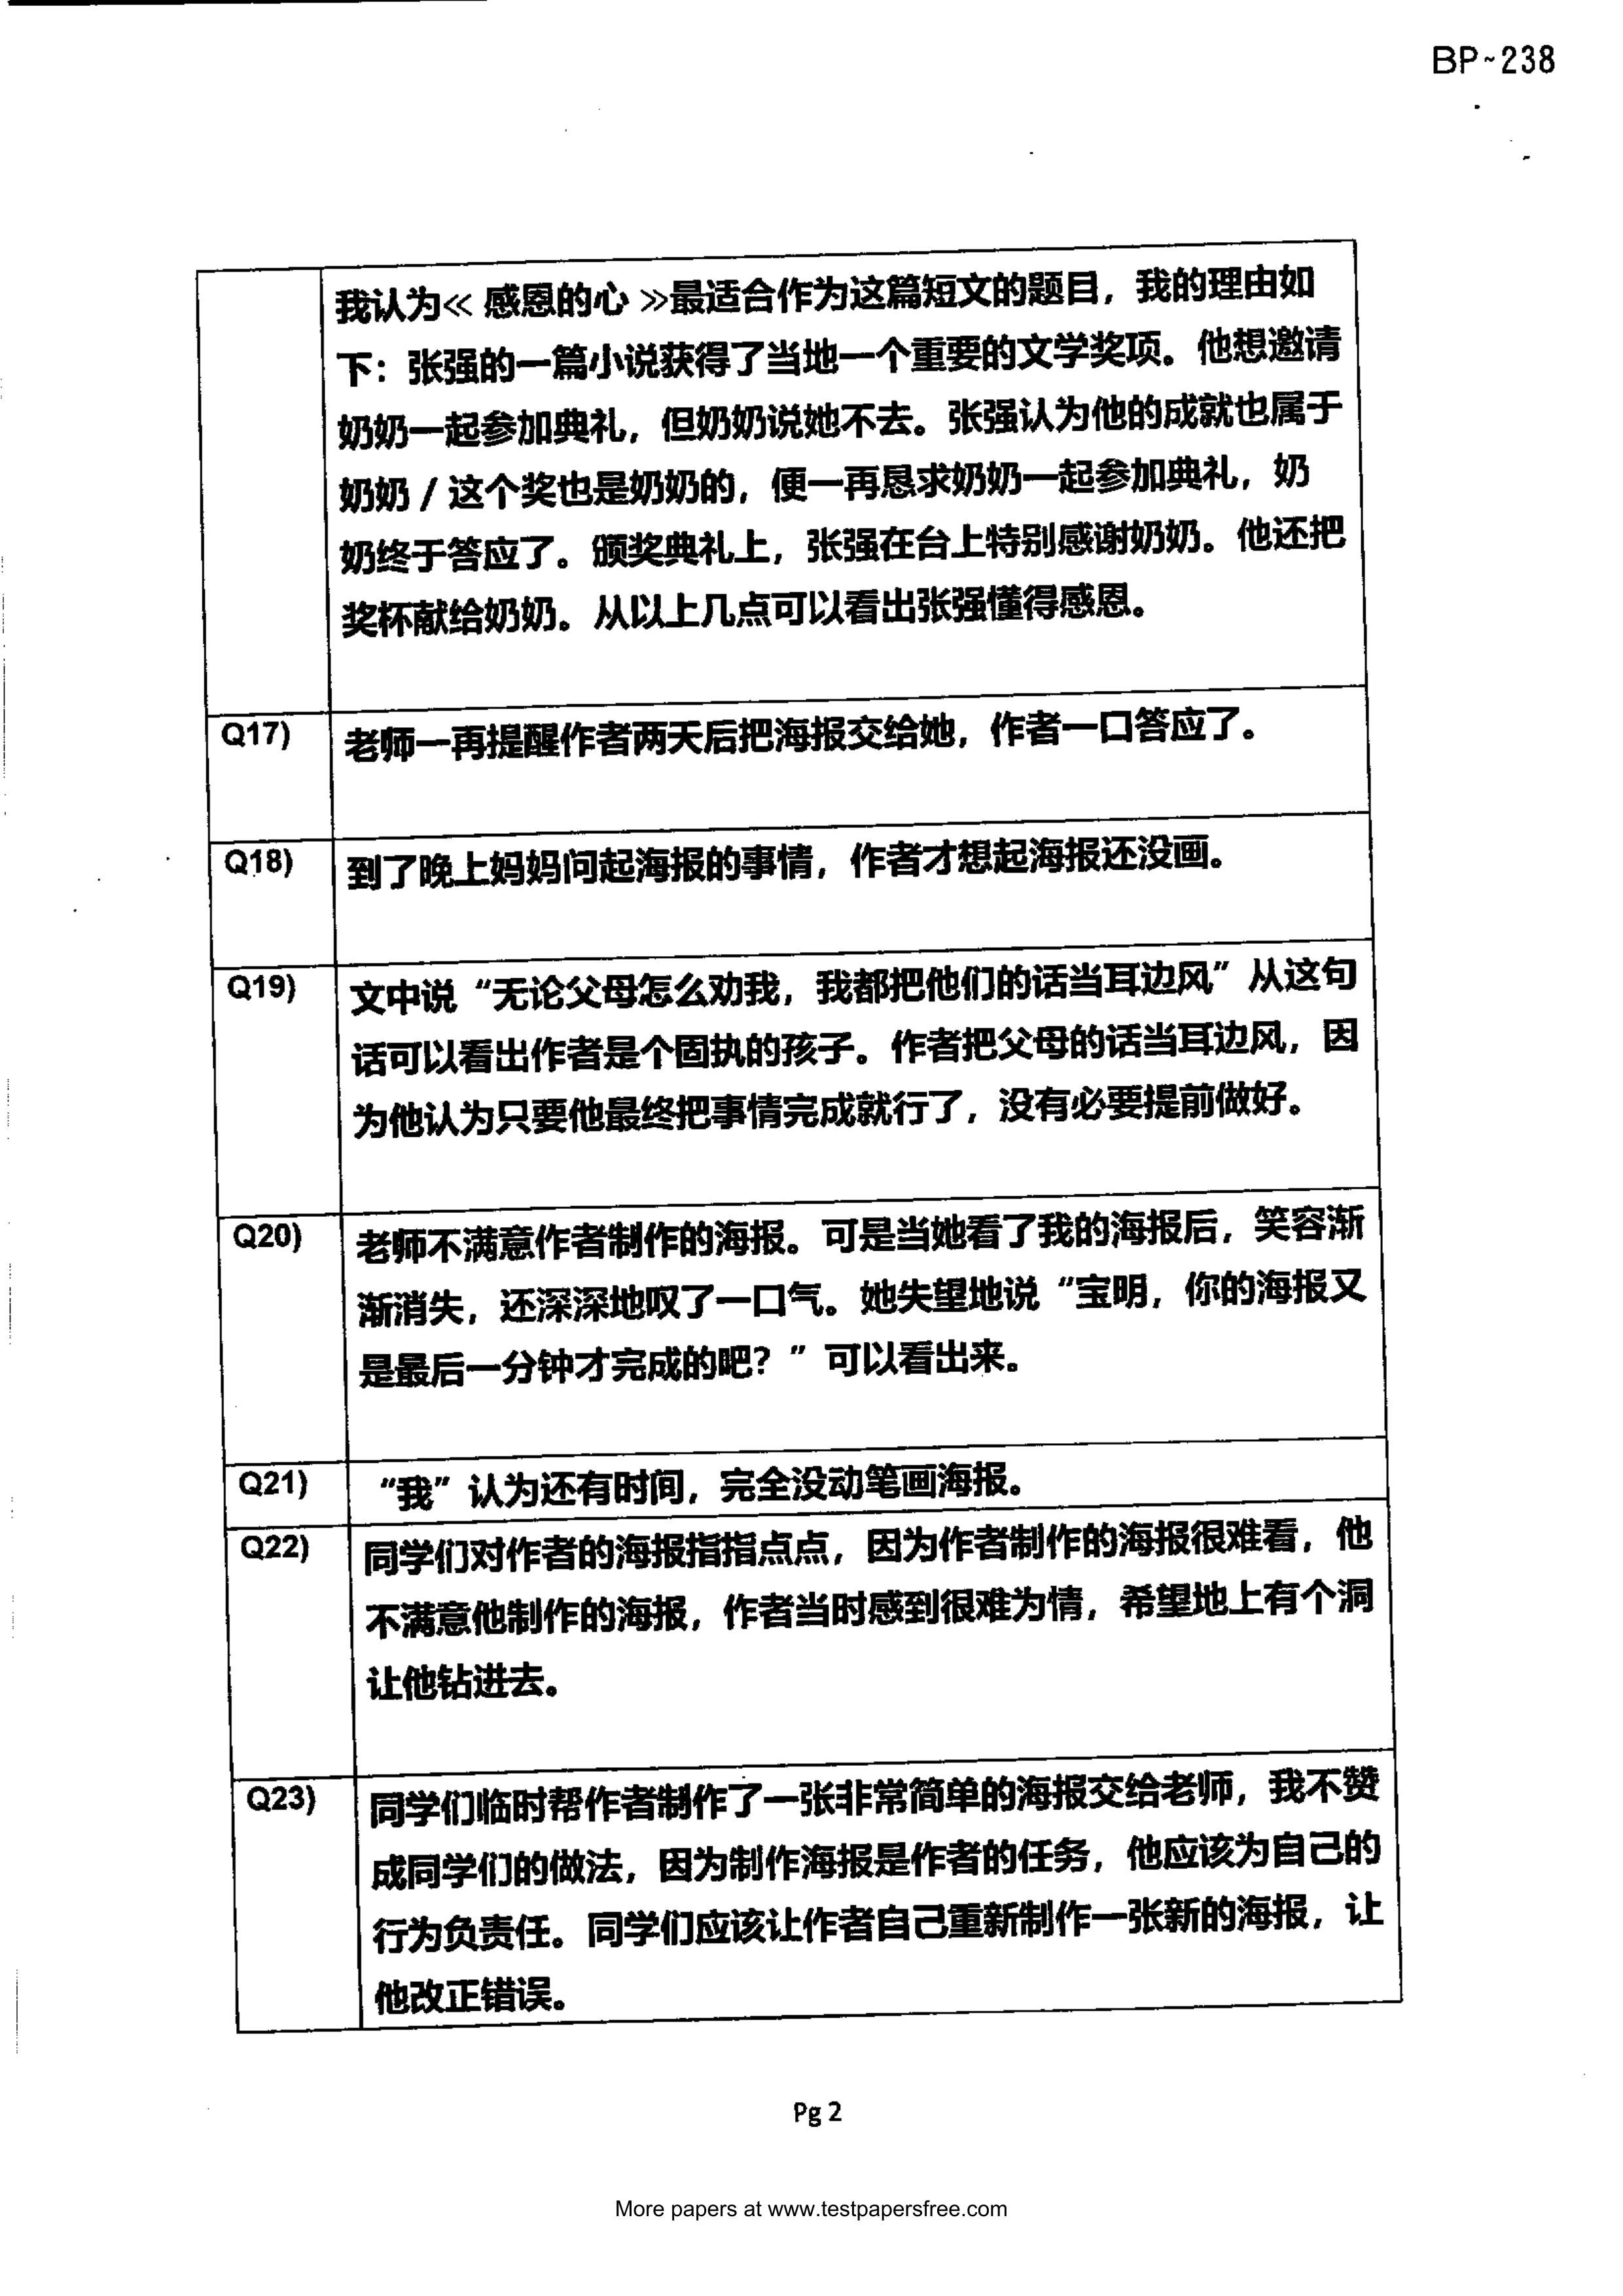 BP~238
我认为≪ 感恩的心 ≫最适合作为这篇短文的题目，我的理由如
下：张强的一篇小说获得了当地一个重要的文学奖项。他想邀请
奶奶一起参加典礼，但奶奶说她不去。张强认为他的成就也属于
奶奶 / 这个奖也是奶奶的，便一再恳求奶奶一起参加典礼，奶
奶终于答应了。颁奖典礼上，张强在台上特别感谢奶奶。他还把
奖杯献给奶奶。从以上几点可以看出张强懂得感恩。
Q17) 老师一再提醒作者两天后把海报交给她，作者一口答应了。
Q18) 到了晚上妈妈问起海报的事情，作者才想起海报还没画。
Q19) 文中说“无论父母怎么劝我，我都把他们的话当耳边风”从这句
话可以看出作者是个固执的孩子。作者把父母的话当耳边风，因
为他认为只要他最终把事情完成就行了，没有必要提前做好。
Q20) 老师不满意作者制作的海报。可是当她看了我的海报后，笑容渐
渐消失，还深深地叹了一口气。她失望地说“宝明，你的海报又
是最后一分钟才完成的吧？”可以看出来。
Q21) “我”认为还有时间，完全没动笔画海报。
Q22) 同学们对作者的海报指指点点，因为作者制作的海报很难看，他
不满意他制作的海报，作者当时感到很难为情，希望地上有个洞
让他钻进去。
Q23) 同学们临时帮作者制作了一张非常简单的海报交给老师，我不赞
成同学们的做法，因为制作海报是作者的任务，他应该为自己的
行为负责任。同学们应该让作者自己重新制作一张新的海报，让
他改正错误。
Pg 2
More papers at www.testpapersfree.com